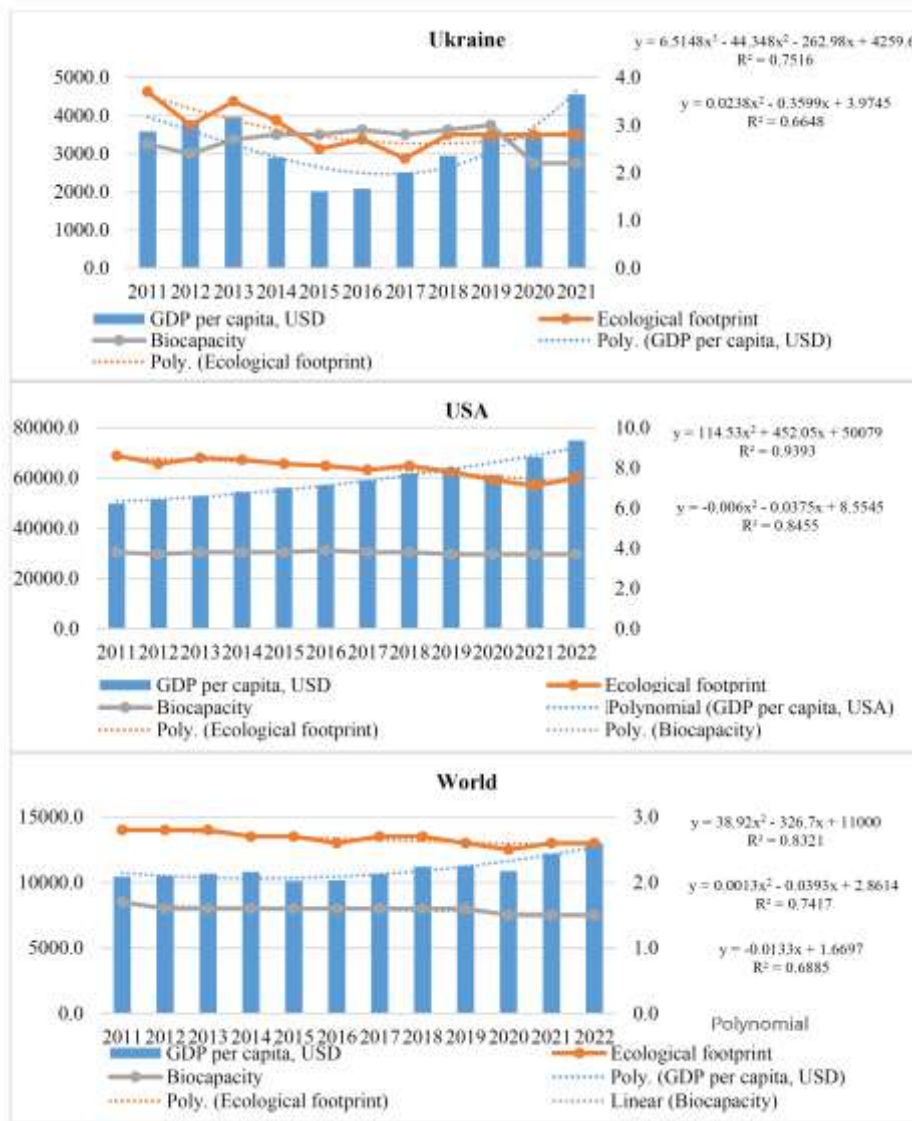 Ukraine
y = 6.5148x³ - 44.348x² - 262.98x + 4259.6
R² = 0.7516
y = 0.0238x² - 0.3599x + 3.9745
R² = 0.6648
5000.0
4000.0
3000.0
2000.0
1000.0
0.0
4.0
3.0
2.0
1.0
0.0
2011 2012 2013 2014 2015 2016 2017 2018 2019 2020 2021
GDP per capita, USD
Ecological footprint
Biocapacity
Poly. (GDP per capita, USD)
Poly. (Ecological footprint)
USA
y = 114.53x² + 452.05x + 50079
R² = 0.9393
y = -0.006x² - 0.0375x + 8.5545
R² = 0.8455
80000.0
60000.0
40000.0
20000.0
0.0
10.0
8.0
6.0
4.0
2.0
0.0
2011 2012 2013 2014 2015 2016 2017 2018 2019 2020 2021 2022
GDP per capita, USD
Ecological footprint
Biocapacity
Polynomial (GDP per capita, USA)
Poly. (Ecological footprint)
Poly. (Biocapacity)
World
y = 38.92x² - 326.7x + 11000
R² = 0.8321
y = 0.0013x² - 0.0393x + 2.8614
R² = 0.7417
y = -0.0133x + 1.6697
R² = 0.6885
15000.0
10000.0
5000.0
0.0
3.0
2.0
1.0
0.0
2011 2012 2013 2014 2015 2016 2017 2018 2019 2020 2021 2022
Polynomial
GDP per capita, USD
Ecological footprint
Biocapacity
Poly. (GDP per capita, USD)
Poly. (Ecological footprint)
Linear (Biocapacity)